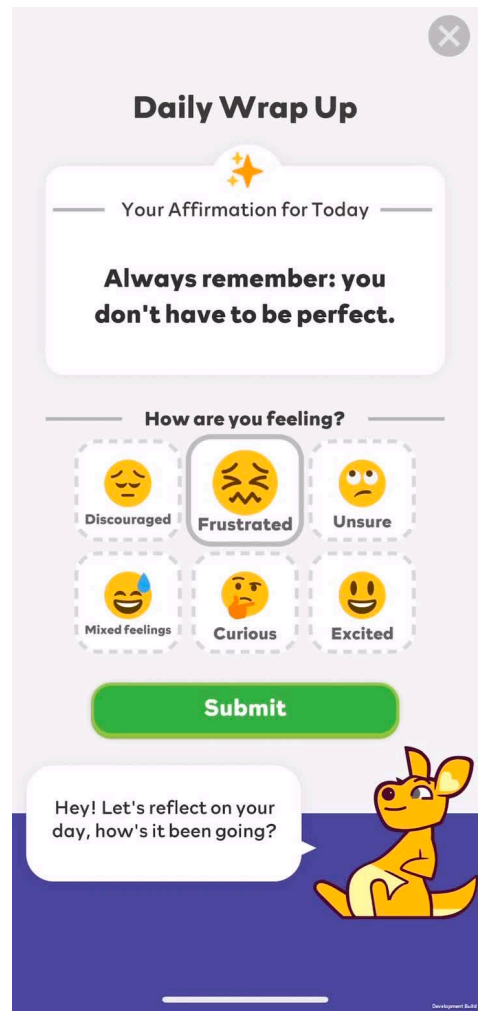 Daily Wrap Up
Your Affirmation for Today
Always remember: you
don't have to be perfect.
How are you feeling?
Discouraged
Frustrated
Unsure
Mixed feelings
Curious
Excited
Submit
Hey! Let's reflect on your
day, how's it been going?
Development Build